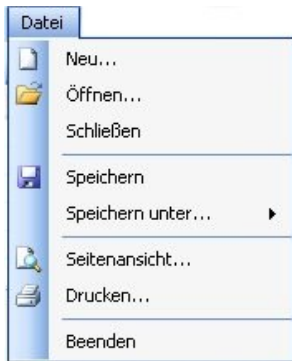 Datei
Neu...
Öffnen...
Schließen
Speichern
Speichern unter...
Seitenansicht...
Drucken...
Beenden